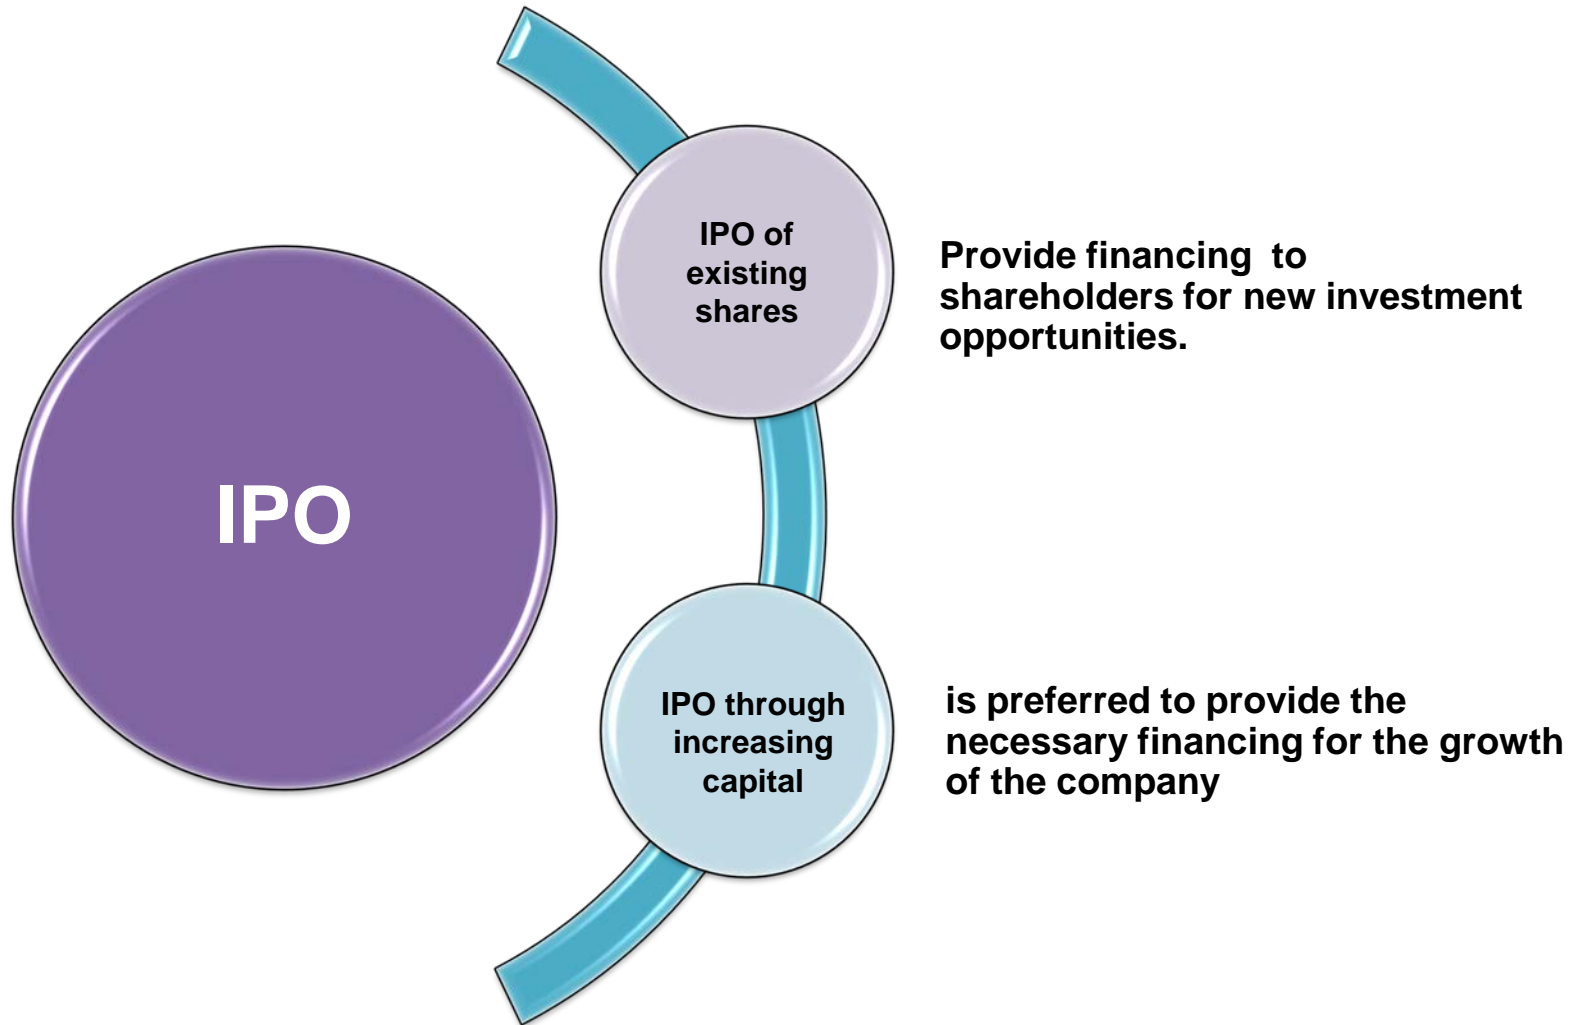 IPO
IPO of
existing
shares
Provide financing  to
shareholders for new investment
opportunities.
IPO through
increasing
capital
is preferred to provide the
necessary financing for the growth
of the company